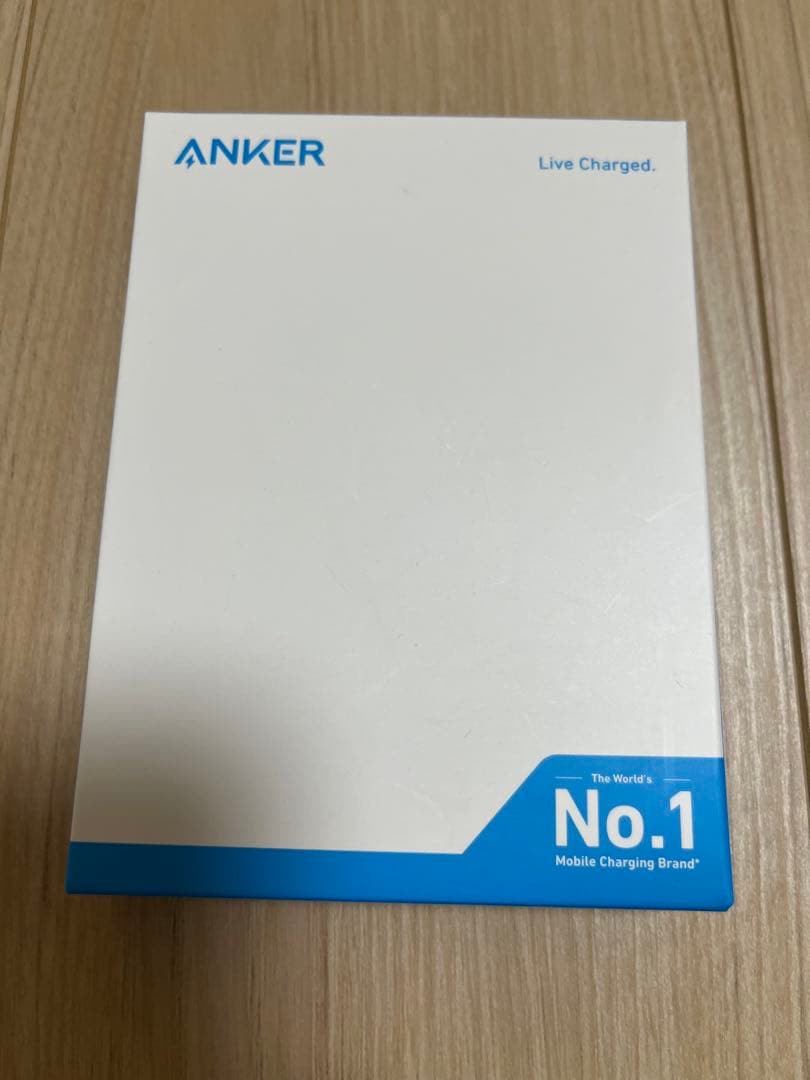 ANKER
Live Charged.
The World's
No.1
Mobile Charging Brand*